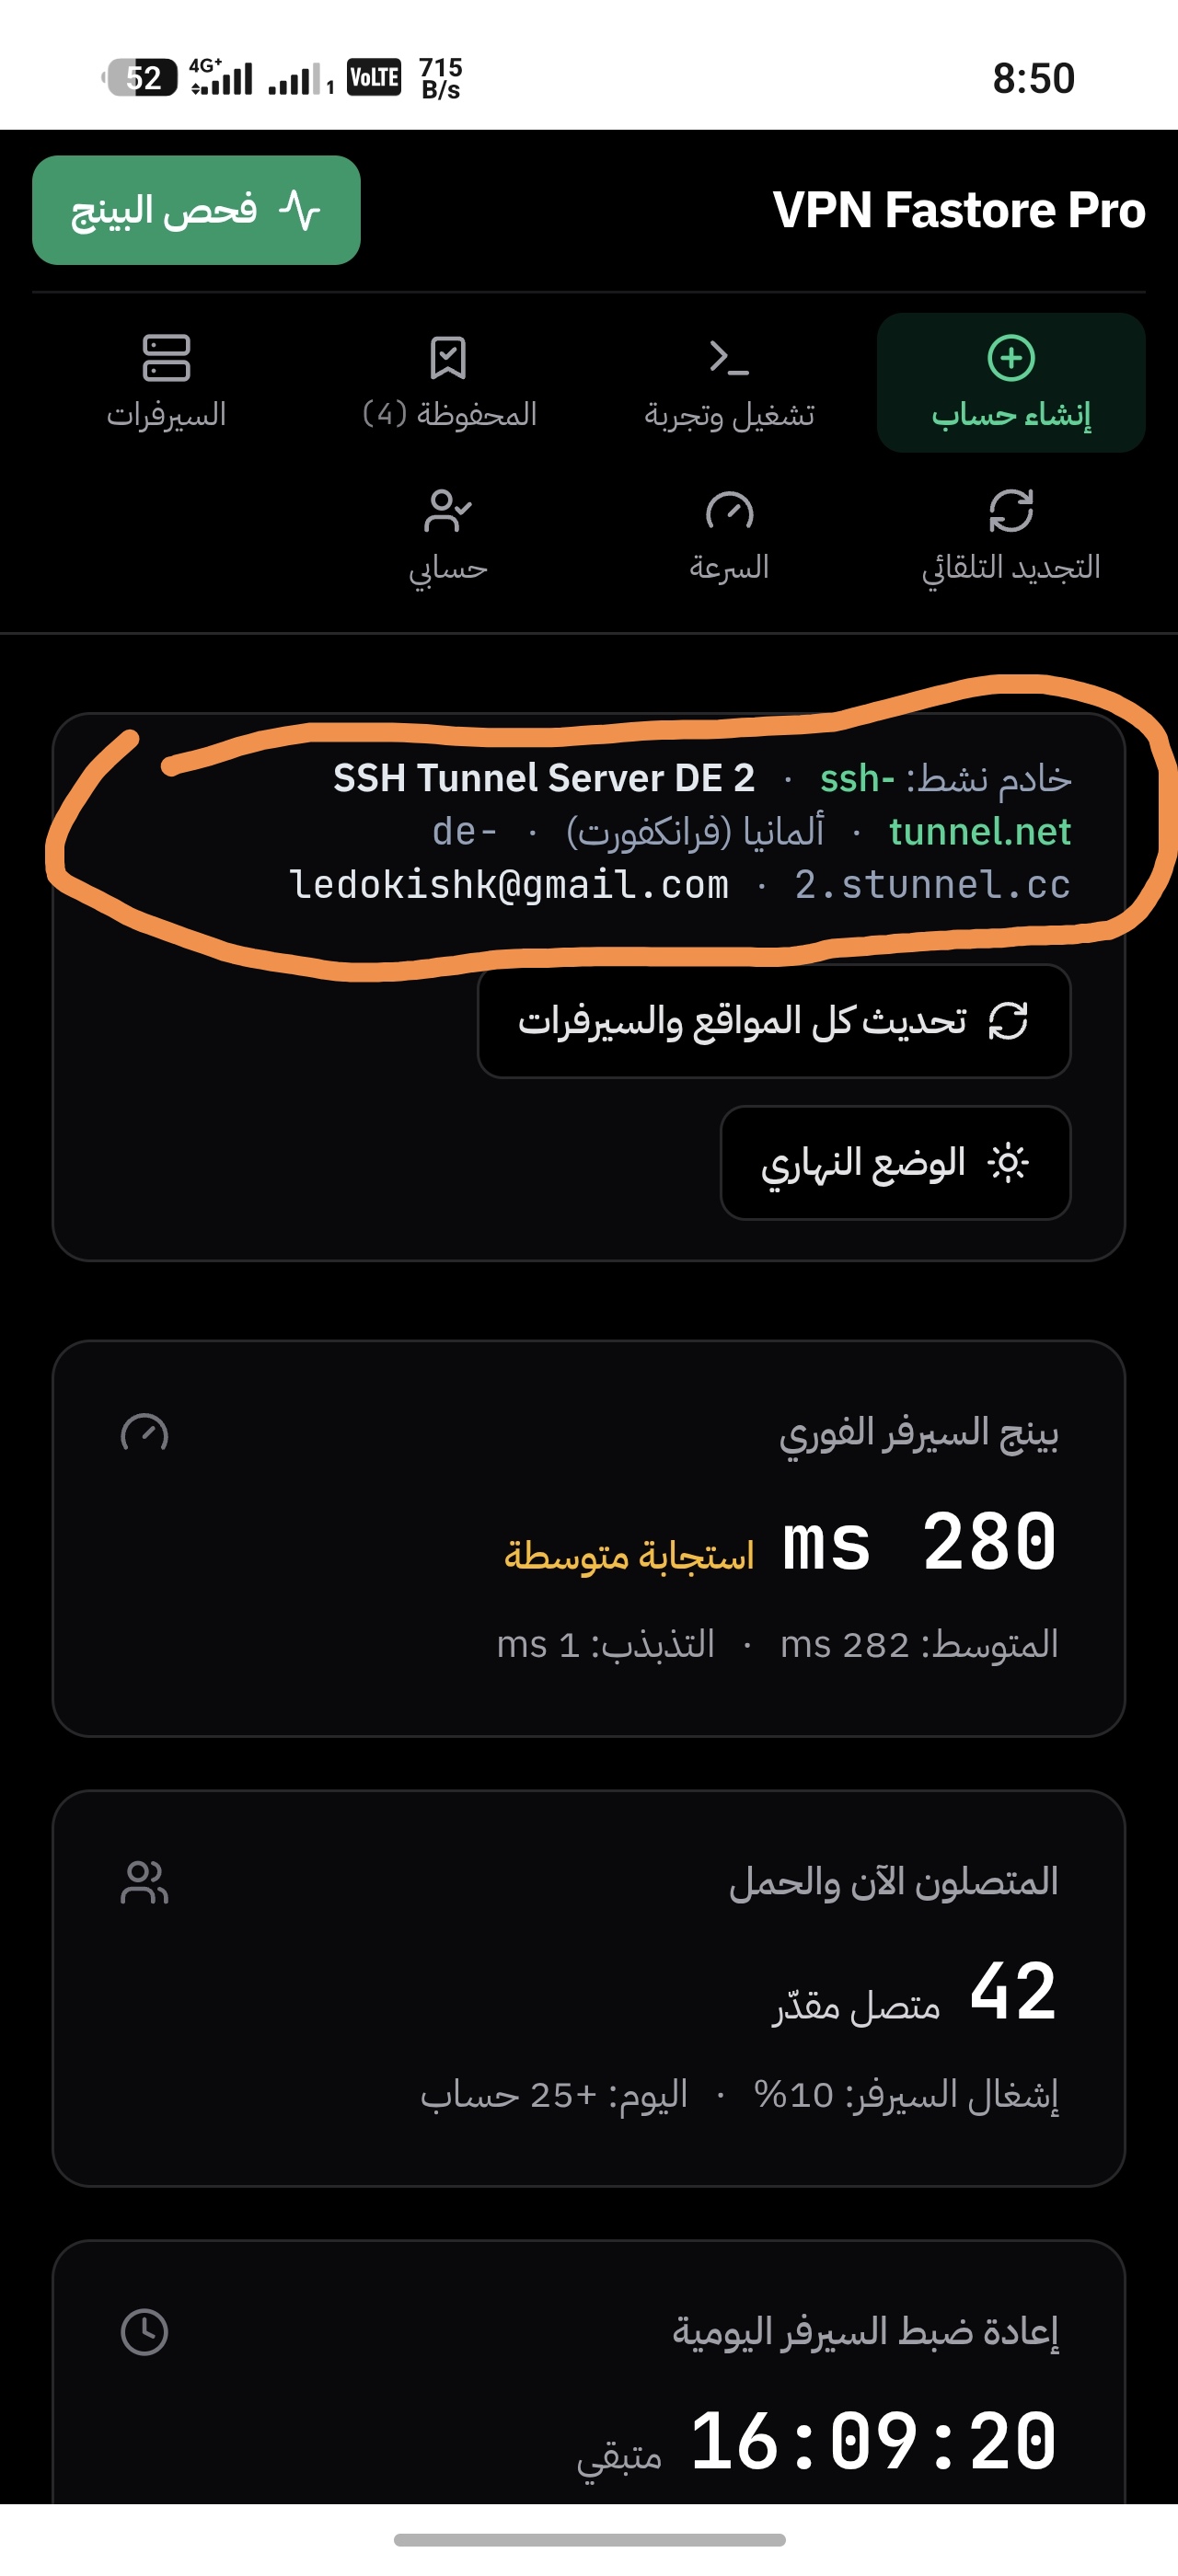 52 4G+ 1 VoLTE 715 B/s 8:50
VPN Fastore Pro
فحص البينج
إنشاء حساب
تشغيل وتجربة
المحفوظة (4)
السيرفرات
التجديد التلقائي
السرعة
حسابي
خادم نشط: ssh- · SSH Tunnel Server DE 2
tunnel.net · ألمانيا (فرانكفورت) · de-
2.stunnel.cc · ledokishk@gmail.com
تحديث كل المواقع والسيرفرات
الوضع النهاري
بينج السيرفر الفوري
280 ms استجابة متوسطة
المتوسط: 282 ms · التذبذب: 1 ms
المتصلون الآن والحمل
42 متصل مقدّر
إشغال السيرفر: 10% · اليوم: +25 حساب
إعادة ضبط السيرفر اليومية
16:09:20 متبقي